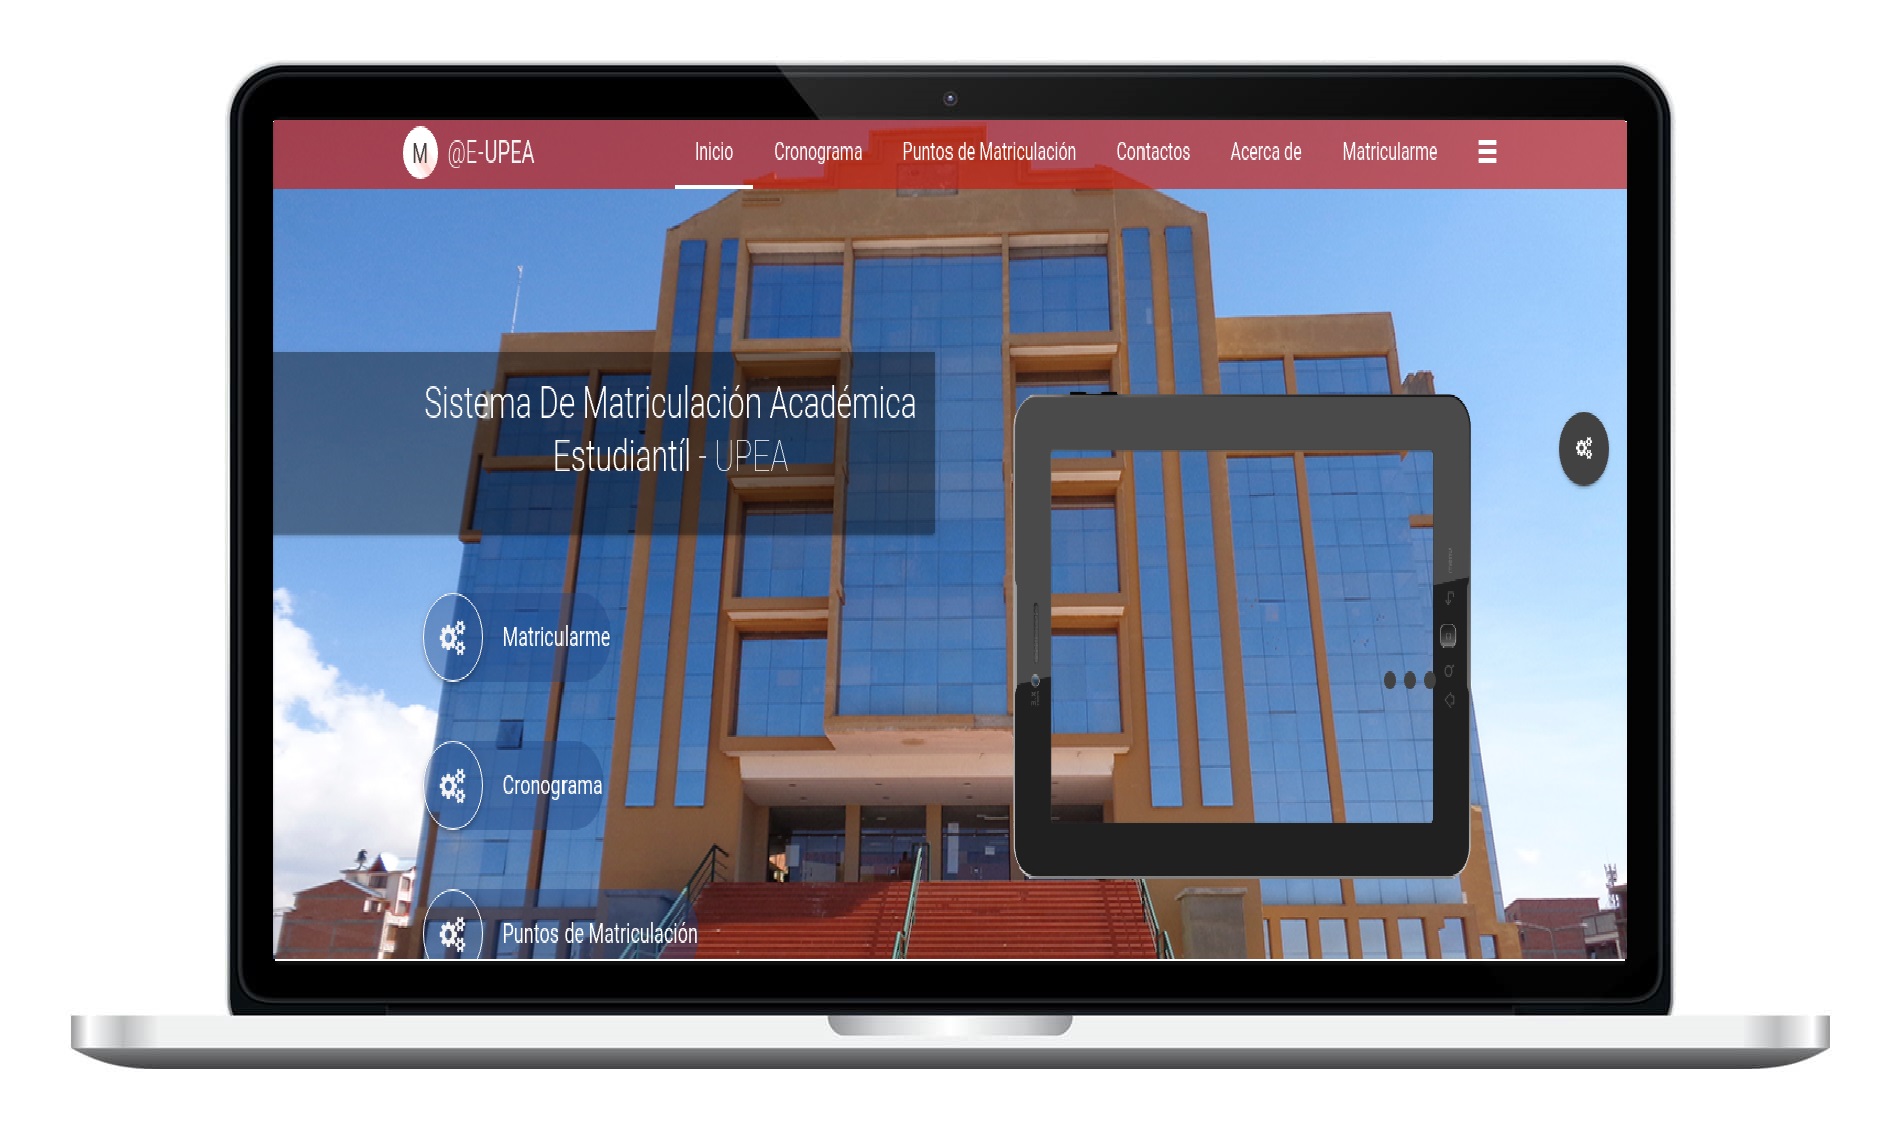 M @E-UPEA Inicio Cronograma Puntos de Matriculación Contactos Acerca de Matricularme
Sistema De Matriculación Académica
Estudiantíl - UPEA
Matricularme
Cronograma
Puntos de Matriculación